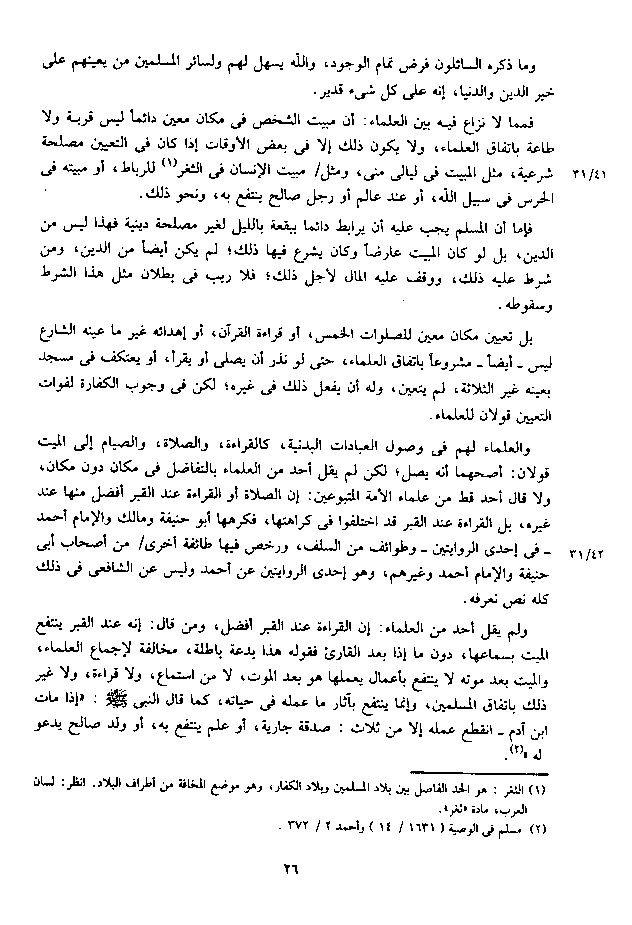 وما ذكره السائلون فرض تمام الوجود، والله يسهل لهم ولسائر المسلمين من يعينهم على
خير الدين والدنيا، إنه على كل شىء قدير.
فمما لا نزاع فيه بين العلماء: أن مبيت الشخص فى مكان معين دائماً ليس قربة ولا
طاعة باتفاق العلماء، ولا يكون ذلك إلا فى بعض الأوقات إذا كان فى التعيين مصلحة
٣١/٤١ شرعية، مثل المبيت فى ليالى منى، ومثل/ مبيت الإنسان فى الثغر(١) للرباط، أو مبيته فى
الحرس فى سبيل الله، أو عند عالم أو رجل صالح ينتفع به، ونحو ذلك.
فإما أن المسلم يجب عليه أن يرابط دائما ببقعة بالليل لغير مصلحة دينية فهذا ليس من
الدين، بل لو كان المبيت عارضاً وكان يشرع فيها ذلك؛ لم يكن أيضاً من الدين، ومن
شرط عليه ذلك، ووقف عليه المال لأجل ذلك؛ فلا ريب فى بطلان مثل هذا الشرط
وسقوطه.
بل تعيين مكان معين للصلوات الخمس، أو قراءة القرآن، أو إهدائه غير ما عينه الشارع
ليس ـ أيضاً ـ مشروعاً باتفاق العلماء، حتى لو نذر أن يصلى أو يقرأ، أو يعتكف فى مسجد
بعينه غير الثلاثة، لم يتعين، وله أن يفعل ذلك فى غيره؛ لكن فى وجوب الكفارة لفوات
التعيين قولان للعلماء.
والعلماء لهم فى وصول العبادات البدنية، كالقراءة، والصلاة، والصيام إلى الميت
قولان: أصحهما أنه يصل؛ لكن لم يقل أحد من العلماء بالتفاضل فى مكان دون مكان،
ولا قال أحد قط من علماء الأمة المتبوعين: إن الصلاة أو القراءة عند القبر أفضل منها عند
غيره، بل القراءة عند القبر قد اختلفوا فى كراهتها، فكرهها أبو حنيفة ومالك والإمام أحمد
٣١/٤٢ ـ فى إحدى الروايتين ـ وطوائف من السلف، ورخص فيها طائفة أخرى/ من أصحاب أبى
حنيفة والإمام أحمد وغيرهم، وهو إحدى الروايتين عن أحمد وليس عن الشافعى فى ذلك
كله نص نعرفه.
ولم يقل أحد من العلماء: إن القراءة عند القبر أفضل، ومن قال: إنه عند القبر ينتفع
الميت بسماعها، دون ما إذا بعد القارئ فقوله هذا بدعة باطلة، مخالفة لإجماع العلماء،
والميت بعد موته لا ينتفع بأعمال يعملها هو بعد الموت، لا من استماع، ولا قراءة، ولا غير
ذلك باتفاق المسلمين، وإنما ينتفع بآثار ما عمله فى حياته، كما قال النبى ﷺ : «إذا مات
ابن آدم ـ انقطع عمله إلا من ثلاث : صدقة جارية، أو علم ينتفع به، أو ولد صالح يدعو
له »(٢).
(١) الثغر : هو الحد الفاصل بين بلاد المسلمين وبلاد الكفار، وهو موضع المخافة من أطراف البلاد. انظر: لسان
العرب، مادة «ثغر».
(٢) مسلم فى الوصية ( ١٦٣١ / ١٤ ) وأحمد ٢ / ٣٧٢ .
٢٦